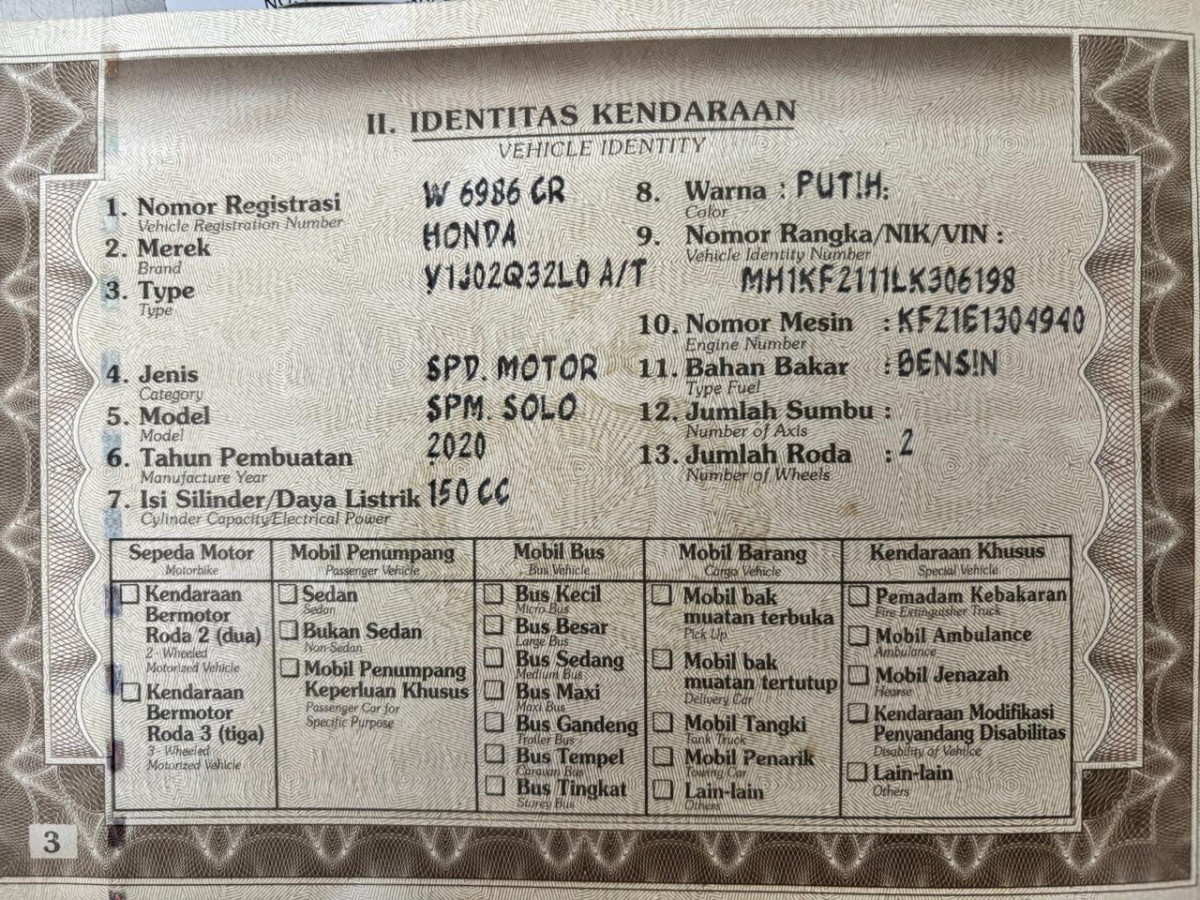 II. IDENTITAS KENDARAAN
VEHICLE IDENTITY
1. Nomor Registrasi W 6986 CR
Vehicle Registration Number
2. Merek HONDA
Brand
3. Type V1J02Q32L0 A/T
Type
4. Jenis SPD. MOTOR
Category
5. Model SPM. SOLO
Model
6. Tahun Pembuatan 2020
Manufacture Year
7. Isi Silinder/Daya Listrik 150 CC
Cylinder Capacity/Electrical Power
8. Warna : PUTIH:
Color
9. Nomor Rangka/NIK/VIN :
Vehicle Identity Number
MH1KF2111LK306198
10. Nomor Mesin : KF21E1304940
Engine Number
11. Bahan Bakar : BENSIN
Type Fuel
12. Jumlah Sumbu :
Number of Axis
13. Jumlah Roda : 2
Number of Wheels
Sepeda Motor
Motorbike
Kendaraan
Bermotor
Roda 2 (dua)
2 - Wheeled
Motorized Vehicle
Kendaraan
Bermotor
Roda 3 (tiga)
3 - Wheeled
Motorized Vehicle
Mobil Penumpang
Passenger Vehicle
Sedan
Sedan
Bukan Sedan
Non-Sedan
Mobil Penumpang
Keperluan Khusus
Passenger Car for
Specific Purpose
Mobil Bus
Bus Vehicle
Bus Kecil
Micro Bus
Bus Besar
Large Bus
Bus Sedang
Medium Bus
Bus Maxi
Maxi Bus
Bus Gandeng
Troller Bus
Bus Tempel
Caravan Bus
Bus Tingkat
Storey Bus
Mobil Barang
Cargo Vehicle
Mobil bak
muatan terbuka
Pick Up
Mobil bak
muatan tertutup
Delivery Car
Mobil Tangki
Tank Truck
Mobil Penarik
Towing Car
Lain-lain
Others
Kendaraan Khusus
Special Vehicle
Pemadam Kebakaran
Fire Extinguisher Truck
Mobil Ambulance
Ambulance
Mobil Jenazah
Hearse
Kendaraan Modifikasi
Penyandang Disabilitas
Disability of Vehilce
Lain-lain
Others
3